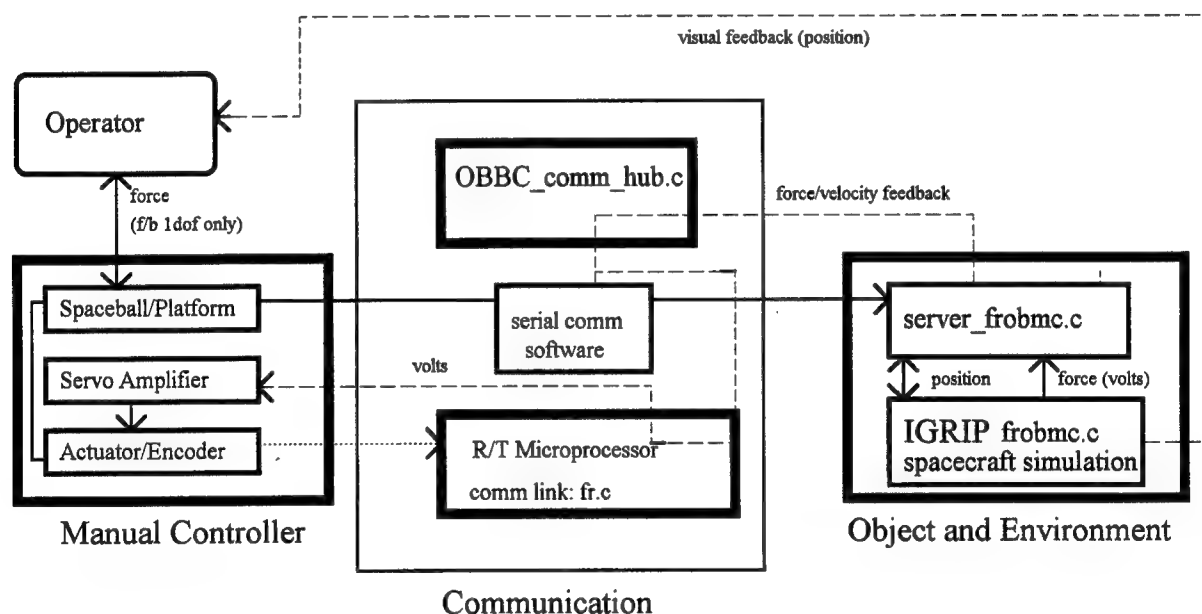 visual feedback (position)
Operator
force
(f/b 1dof only)
OBBC_comm_hub.c
force/velocity feedback
Spaceball/Platform
serial comm
software
server_frobmc.c
Servo Amplifier
volts
position
force (volts)
Actuator/Encoder
R/T Microprocessor
comm link: fr.c
IGRIP frobmc.c
spacecraft simulation
Manual Controller
Object and Environment
Communication